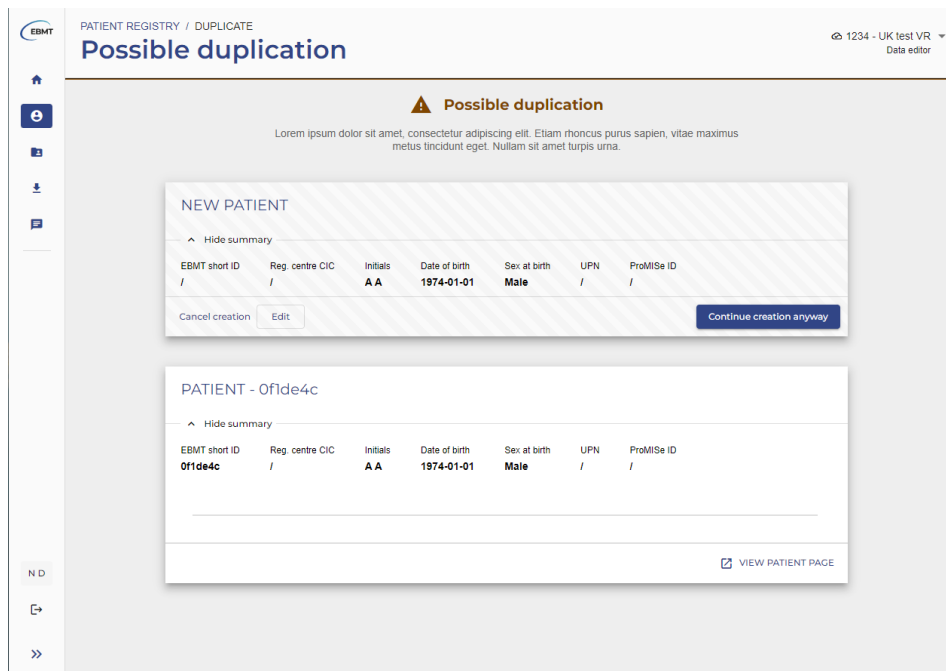 EBMT
PATIENT REGISTRY / DUPLICATE
Possible duplication
1234 - UK test VR
Data editor
Possible duplication
Lorem ipsum dolor sit amet, consectetur adipiscing elit. Etiam rhoncus purus sapien, vitae maximus
metus tincidunt eget. Nullam sit amet turpis urna.
NEW PATIENT
Hide summary
EBMT short ID Reg. centre CIC Initials Date of birth Sex at birth UPN ProMISe ID
/ / A A 1974-01-01 Male / /
Cancel creation Edit Continue creation anyway
PATIENT - 0f1de4c
Hide summary
EBMT short ID Reg. centre CIC Initials Date of birth Sex at birth UPN ProMISe ID
0f1de4c / A A 1974-01-01 Male / /
VIEW PATIENT PAGE
N D